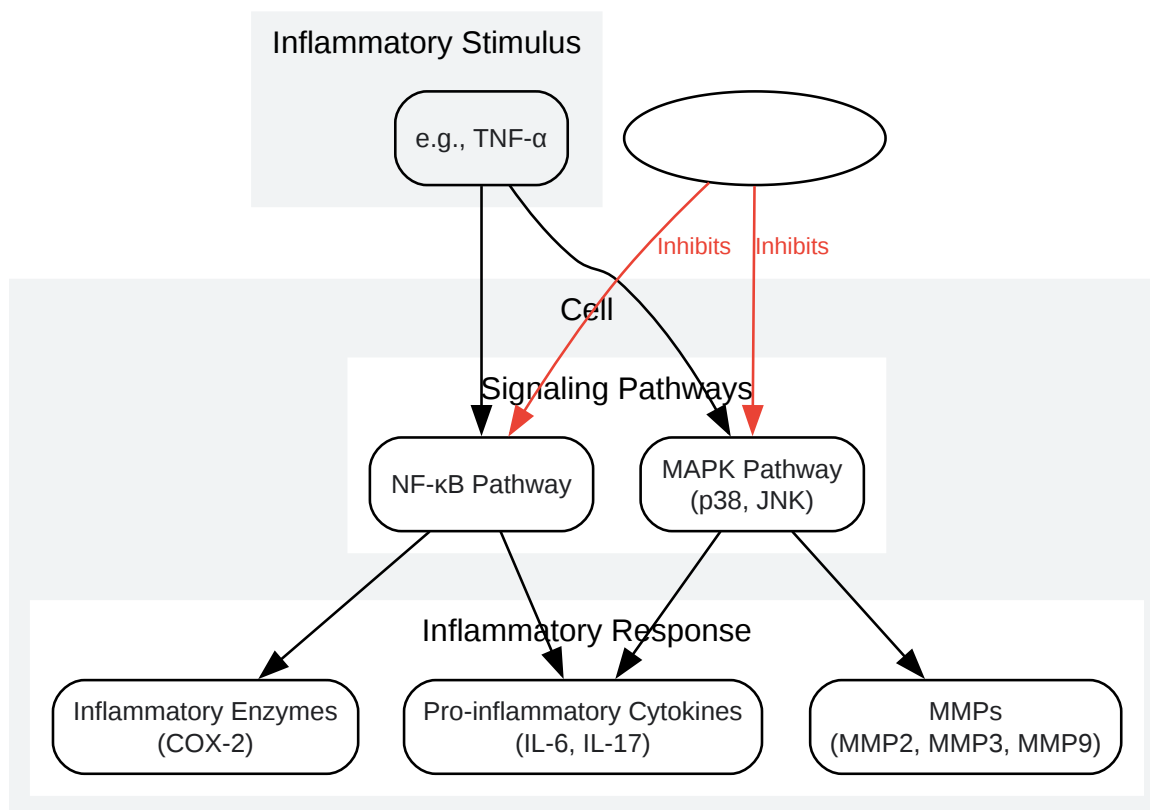 Inflammatory Stimulus
e.g., TNF-α
Inhibits
Inhibits
Cell
Signaling Pathways
NF-κB Pathway
MAPK Pathway
(p38, JNK)
Inflammatory Response
Inflammatory Enzymes
(COX-2)
Pro-inflammatory Cytokines
(IL-6, IL-17)
MMPs
(MMP2, MMP3, MMP9)